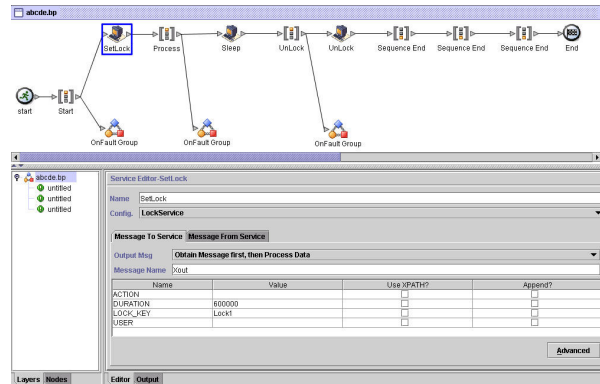 abcde.bp
SetLock
Process
Sleep
UnLock
UnLock
Sequence End
Sequence End
Sequence End
End
start
Start
OnFault Group
OnFault Group
OnFault Group
abcde.bp
untitled
untitled
untitled
Service Editor-SetLock
Name SetLock
Config. LockService
Message To Service Message From Service
Output Msg Obtain Message first, then Process Data
Message Name Xout
Name Value Use XPATH? Append?
ACTION
DURATION 600000
LOCK_KEY Lock1
USER
Advanced
Layers Nodes Editor Output